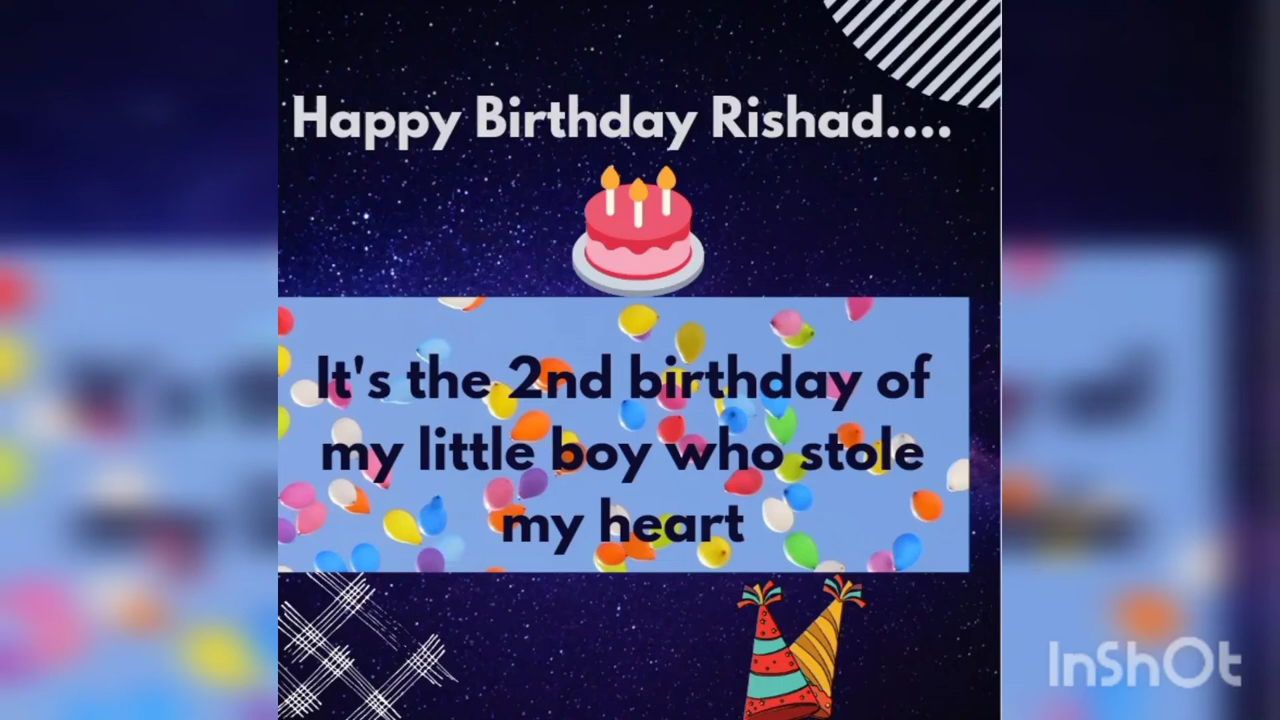 Happy Birthday Rishad....
It's the 2nd birthday of
my little boy who stole
my heart
InShOt